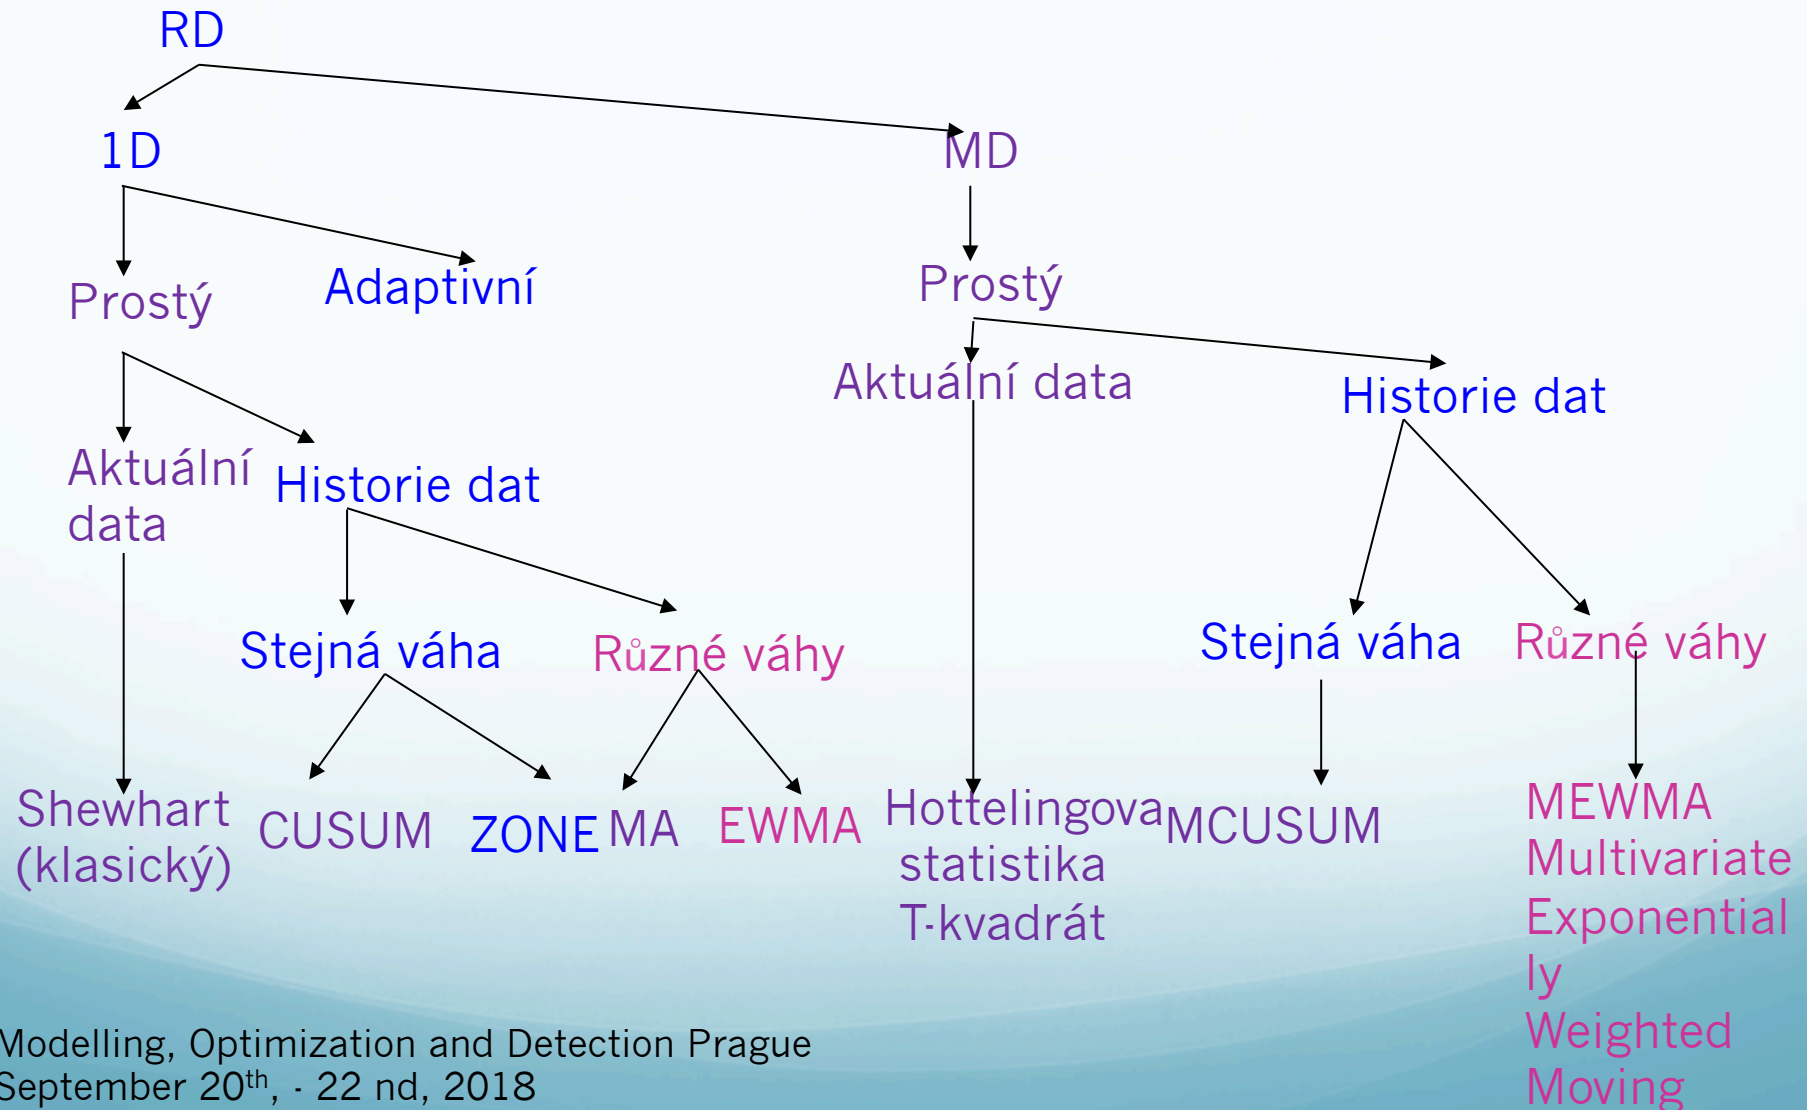 RD
1D
MD
Prostý
Adaptivní
Prostý
Aktuální data
Historie dat
Aktuální
data
Historie dat
Stejná váha
Různé váhy
Stejná váha
Různé váhy
Shewhart
(klasický)
CUSUM
ZONE
MA
EWMA
Hottelingova
statistika
T-kvadrát
MCUSUM
MEWMA
Multivariate
Exponential
ly
Weighted
Moving
Modelling, Optimization and Detection Prague
September 20th, - 22 nd, 2018